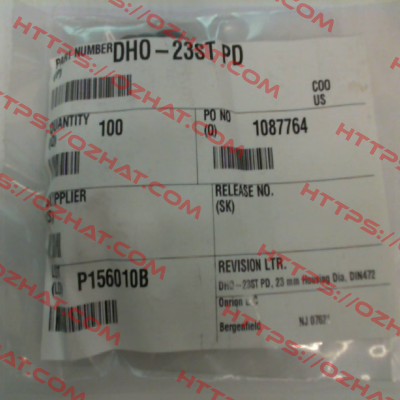 PART NUMBER DHO-23ST PD
(P)
COO
US
QUANTITY
100
PO NO
(O) 1087764
SUPPLIER
RELEASE NO.
(SK)
P156010B
REVISION LTR.
DHO-23ST PD, 23 mm Housing Dia, DIN472
Bergenfield NJ
HTTPS://OZHAT.COM